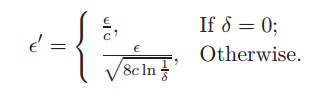 ϵ′ = { ϵ/c, If δ = 0;
ϵ/√(8c ln 1/δ), Otherwise.